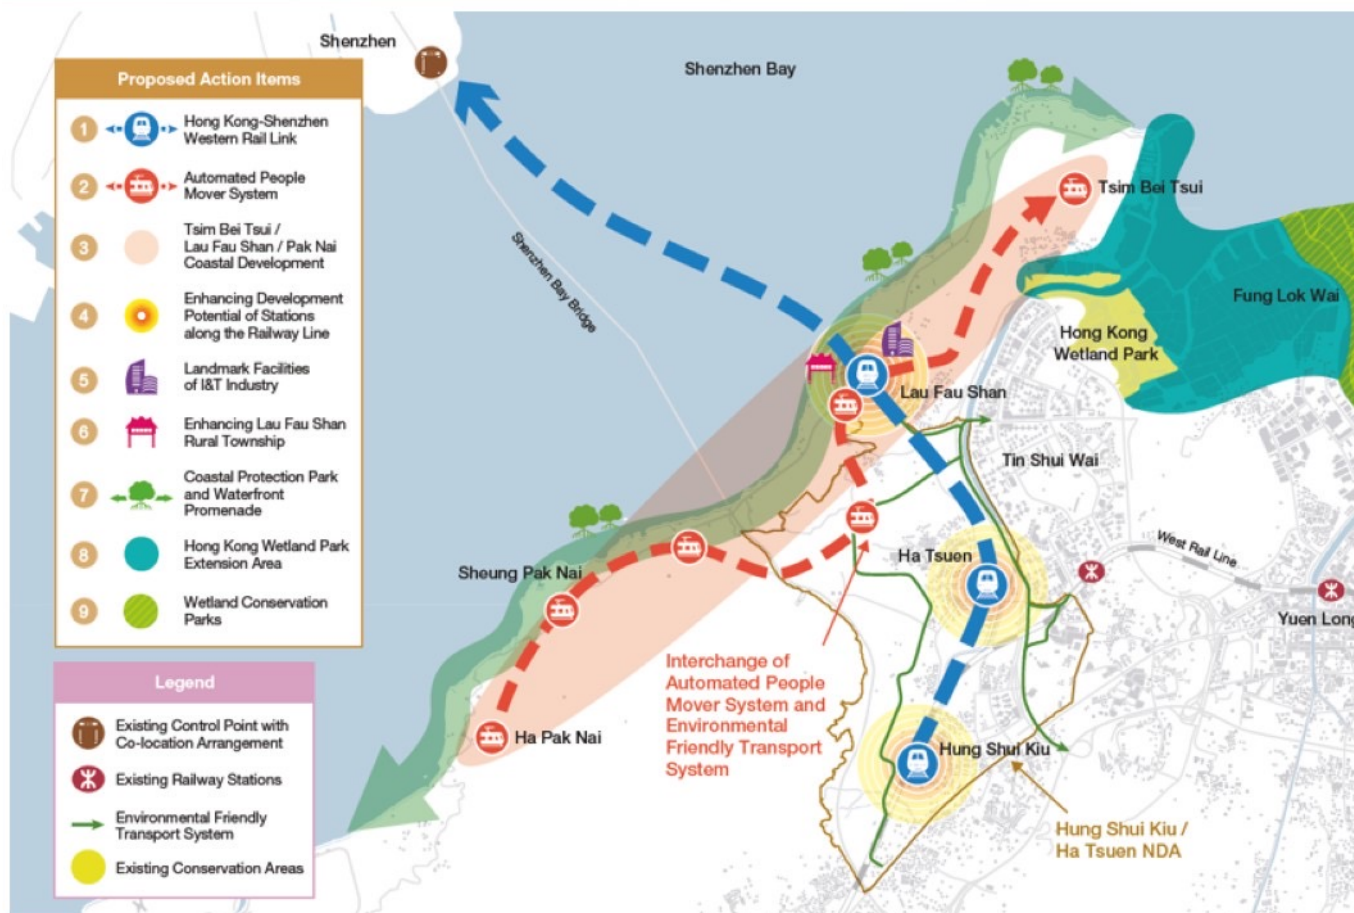 Shenzhen
Shenzhen Bay
Proposed Action Items
1
Hong Kong-Shenzhen
Western Rail Link
2
Automated People
Mover System
3
Tsim Bei Tsui /
Lau Fau Shan / Pak Nai
Coastal Development
4
Enhancing Development
Potential of Stations
along the Railway Line
5
Landmark Facilities
of I&T Industry
6
Enhancing Lau Fau Shan
Rural Township
7
Coastal Protection Park
and Waterfront
Promenade
8
Hong Kong Wetland Park
Extension Area
9
Wetland Conservation
Parks
Legend
Existing Control Point with
Co-location Arrangement
Existing Railway Stations
Environmental Friendly
Transport System
Existing Conservation Areas
Shenzhen Bay Bridge
Tsim Bei Tsui
Fung Lok Wai
Hong Kong
Wetland Park
Lau Fau Shan
Tin Shui Wai
West Rail Line
Ha Tsuen
Yuen Long
Sheung Pak Nai
Ha Pak Nai
Interchange of
Automated People
Mover System and
Environmental
Friendly Transport
System
Hung Shui Kiu
Hung Shui Kiu /
Ha Tsuen NDA